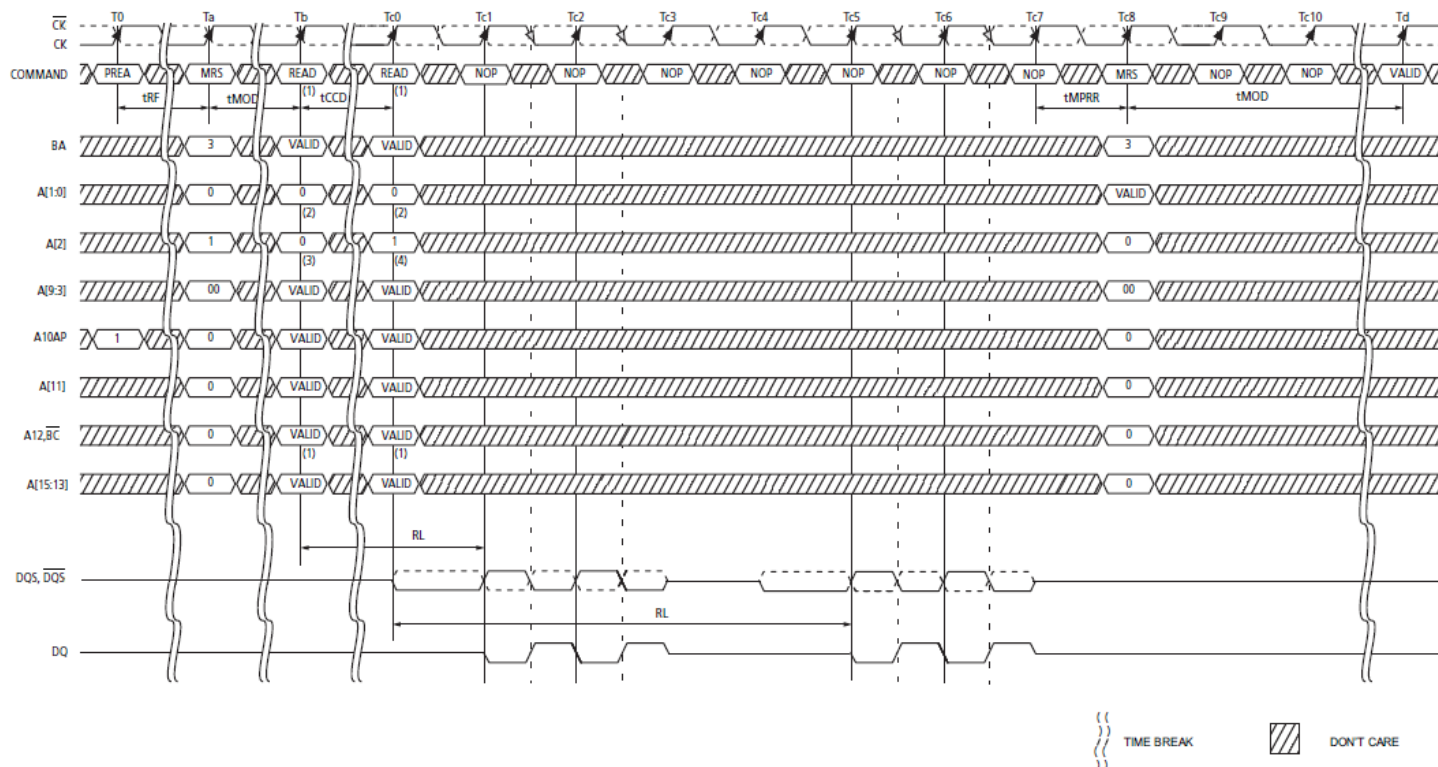 T0 Ta Tb Tc0 Tc1 Tc2 Tc3 Tc4 Tc5 Tc6 Tc7 Tc8 Tc9 Tc10 Td
CK
CK
COMMAND PREA MRS READ READ NOP NOP NOP NOP NOP NOP NOP MRS NOP NOP VALID
(1) (1)
tRF tMOD tCCD tMPRR tMOD
BA 3 VALID VALID 3
A[1:0] 0 0 0 VALID
(2) (2)
A[2] 1 0 1 0
(3) (4)
A[9:3] 00 VALID VALID 00
A10AP 1 0 VALID VALID 0
A[11] 0 VALID VALID 0
A12,BC 0 VALID VALID 0
(1) (1)
A[15:13] 0 VALID VALID 0
RL
DQS, DQS
RL
DQ
TIME BREAK DON'T CARE